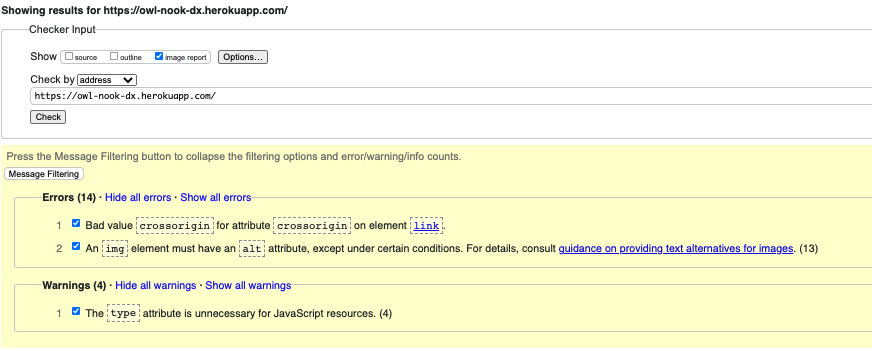 Showing results for https://owl-nook-dx.herokuapp.com/
Checker Input
Show source outline image report Options...
Check by address
https://owl-nook-dx.herokuapp.com/
Check
Press the Message Filtering button to collapse the filtering options and error/warning/info counts.
Message Filtering
Errors (14) · Hide all errors · Show all errors
1 Bad value crossorigin for attribute crossorigin on element link.
2 An img element must have an alt attribute, except under certain conditions. For details, consult guidance on providing text alternatives for images. (13)
Warnings (4) · Hide all warnings · Show all warnings
1 The type attribute is unnecessary for JavaScript resources. (4)